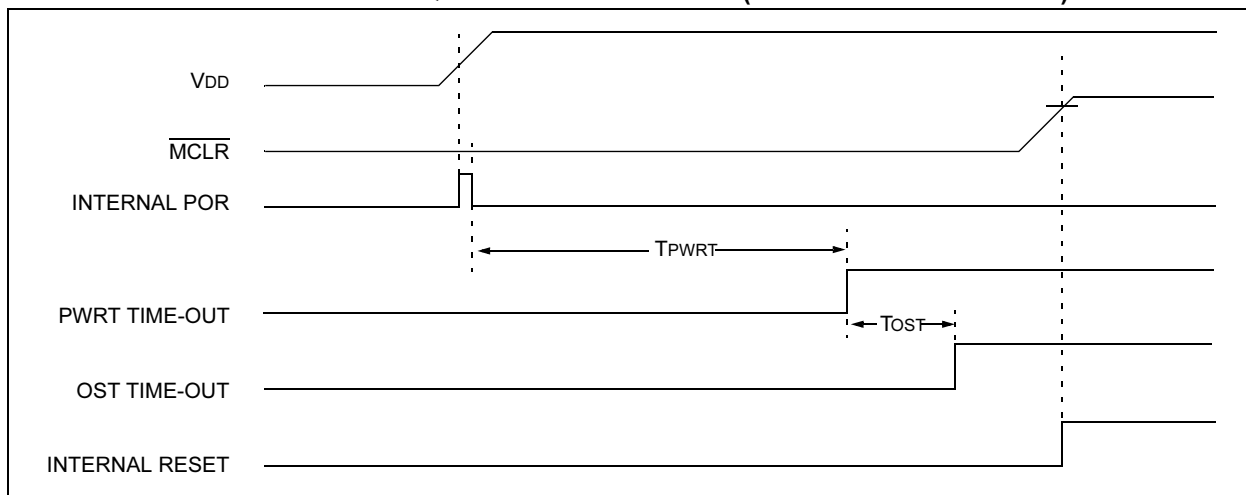 VDD
MCLR
INTERNAL POR
TPWRT
PWRT TIME-OUT
TOST
OST TIME-OUT
INTERNAL RESET